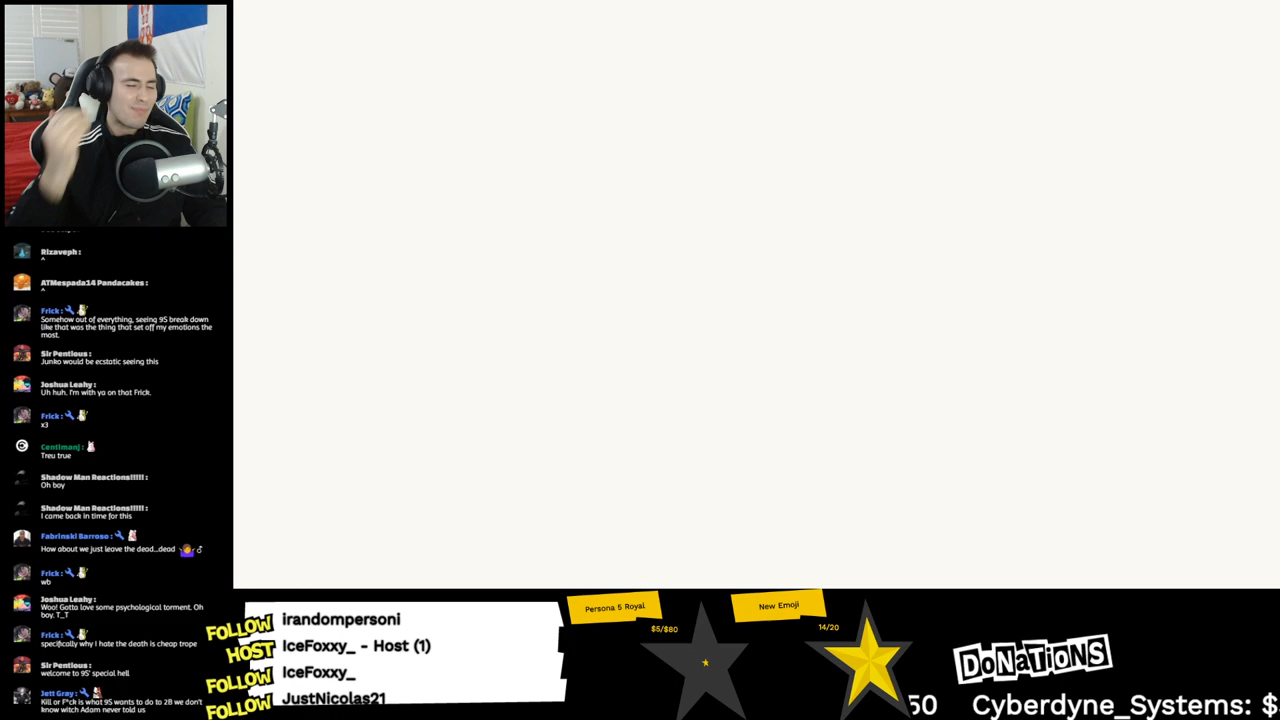 Rizaveph :
^
ATMespada14 Pandacakes :
^
Frick :
Somehow out of everything, seeing 9S break down
like that was the thing that set off my emotions the
most.
Sir Pentious :
Junko would be ecstatic seeing this
Joshua Leahy :
Uh huh. I'm with ya on that Frick.
Frick :
x3
Centimanj :
Treu true
Shadow Man Reactions!!!!! :
Oh boy
Shadow Man Reactions!!!!! :
I came back in time for this
Fabrinski Barroso :
How about we just leave the dead...dead
Frick :
wb
Joshua Leahy :
Woo! Gotta love some psychological torment. Oh
boy. T_T
Frick :
specifically why I hate the death is cheap trope
Sir Pentious :
welcome to 9S' special hell
Jett Gray :
Kill or F*ck is what 9S wants to do to 2B we don't
know witch Adam never told us
FOLLOW irandompersoni
HOST IceFoxxy_ - Host (1)
FOLLOW IceFoxxy_
FOLLOW JustNicolas21
Persona 5 Royal
$5/$80
New Emoji
14/20
DoNaTiONs
50 Cyberdyne_Systems: $